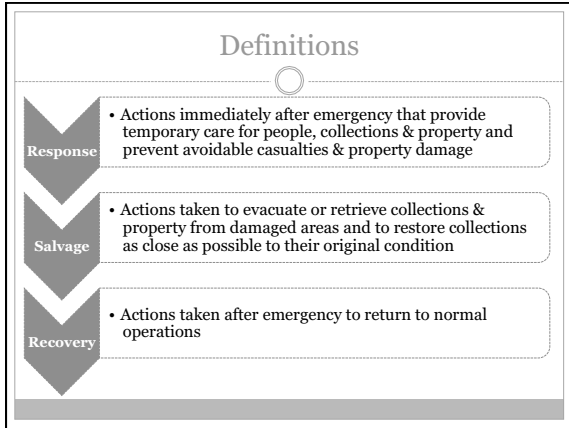 Definitions
Response
• Actions immediately after emergency that provide
temporary care for people, collections & property and
prevent avoidable casualties & property damage
Salvage
• Actions taken to evacuate or retrieve collections &
property from damaged areas and to restore collections
as close as possible to their original condition
Recovery
• Actions taken after emergency to return to normal
operations